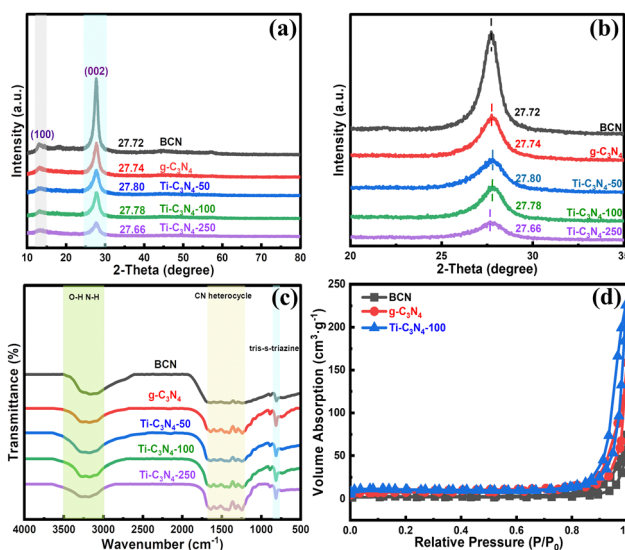 (a)
(002)
(100)
27.72 BCN
27.74 g-C₃N₄
27.80 Ti-C₃N₄-50
27.78 Ti-C₃N₄-100
27.66 Ti-C₃N₄-250
Intensity (a.u.)
10 20 30 40 50 60 70 80
2-Theta (degree)
(b)
27.72
BCN
27.74
g-C₃N₄
27.80
Ti-C₃N₄-50
27.78
Ti-C₃N₄-100
27.66
Ti-C₃N₄-250
Intensity (a.u.)
20 25 30 35
2-Theta (degree)
O-H N-H
(c)
CN heterocycle
tris-s-triazine
BCN
g-C₃N₄
Ti-C₃N₄-50
Ti-C₃N₄-100
Ti-C₃N₄-250
Transmittance (%)
4000 3500 3000 2500 2000 1500 1000 500
Wavenumber (cm⁻¹)
BCN
g-C₃N₄
Ti-C₃N₄-100
(d)
250
200
150
100
50
0
Volume Absorption (cm³·g⁻¹)
0.0 0.2 0.4 0.6 0.8
Relative Pressure (P/P₀)